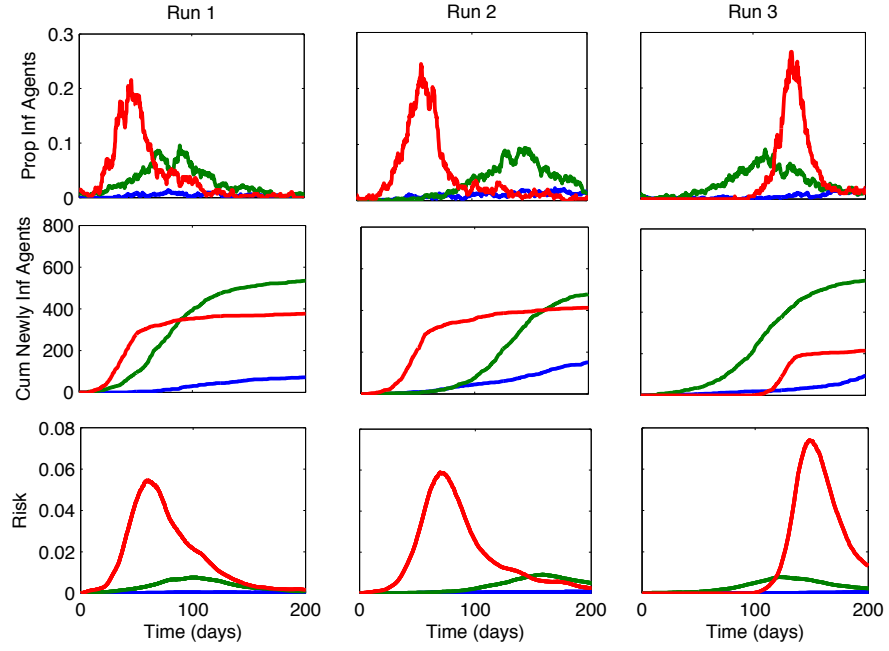 Run 1
Run 2
Run 3
Prop Inf Agents
0.3
0.2
0.1
0
Cum Newly Inf Agents
800
600
400
200
0
Risk
0.08
0.06
0.04
0.02
0
0 100 200
0 100 200
0 100 200
Time (days)
Time (days)
Time (days)